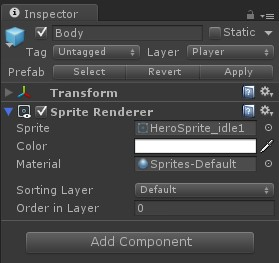 Inspector
Body Static
Tag Untagged Layer Player
Prefab Select Revert Apply
Transform
Sprite Renderer
Sprite HeroSprite_idle1
Color
Material Sprites-Default
Sorting Layer Default
Order in Layer 0
Add Component